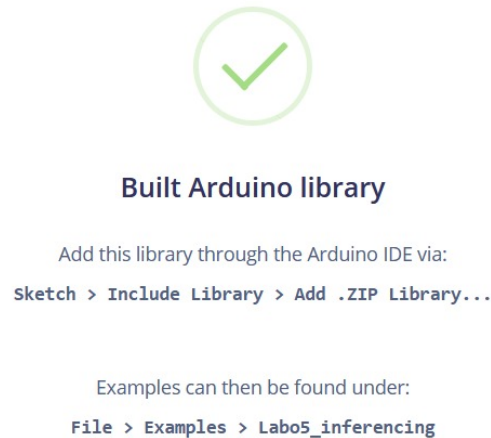 Built Arduino library
Add this library through the Arduino IDE via:
Sketch > Include Library > Add .ZIP Library...
Examples can then be found under:
File > Examples > Labo5_inferencing